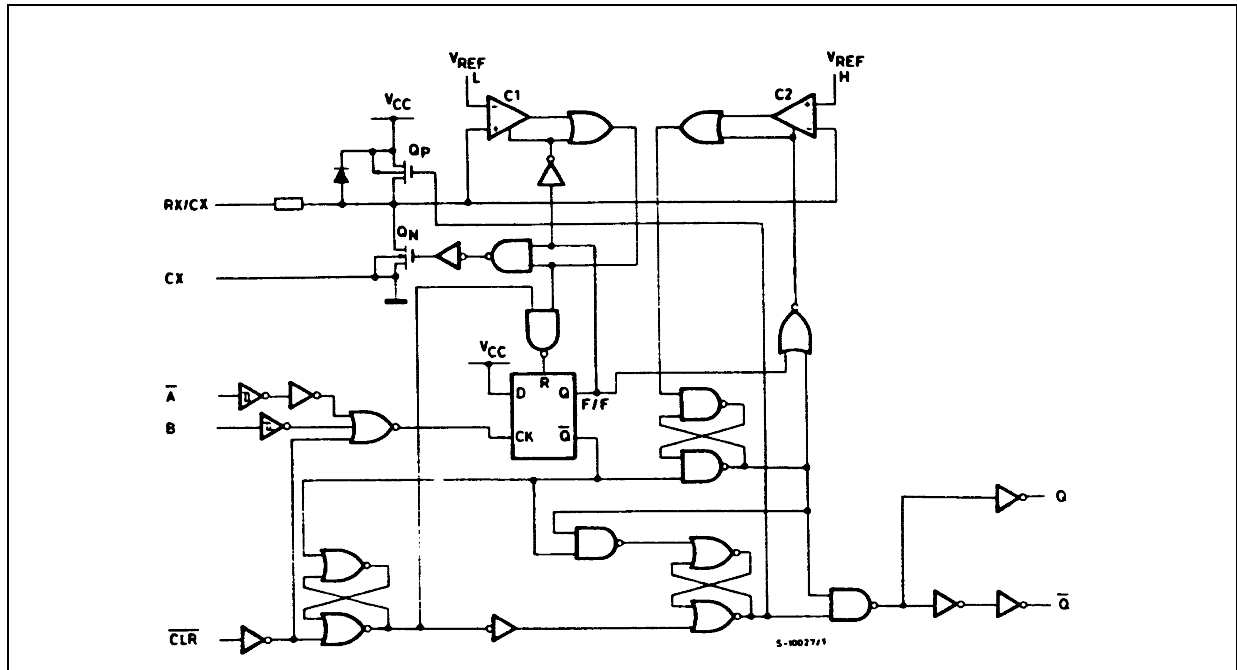 VREF L
VREF H
C1
C2
VCC
QP
RX/CX
QN
CX
VCC
A̅
R
D
Q
F/F
B
CK
Q̅
Q
CLR̅
Q̅
S-10027/1